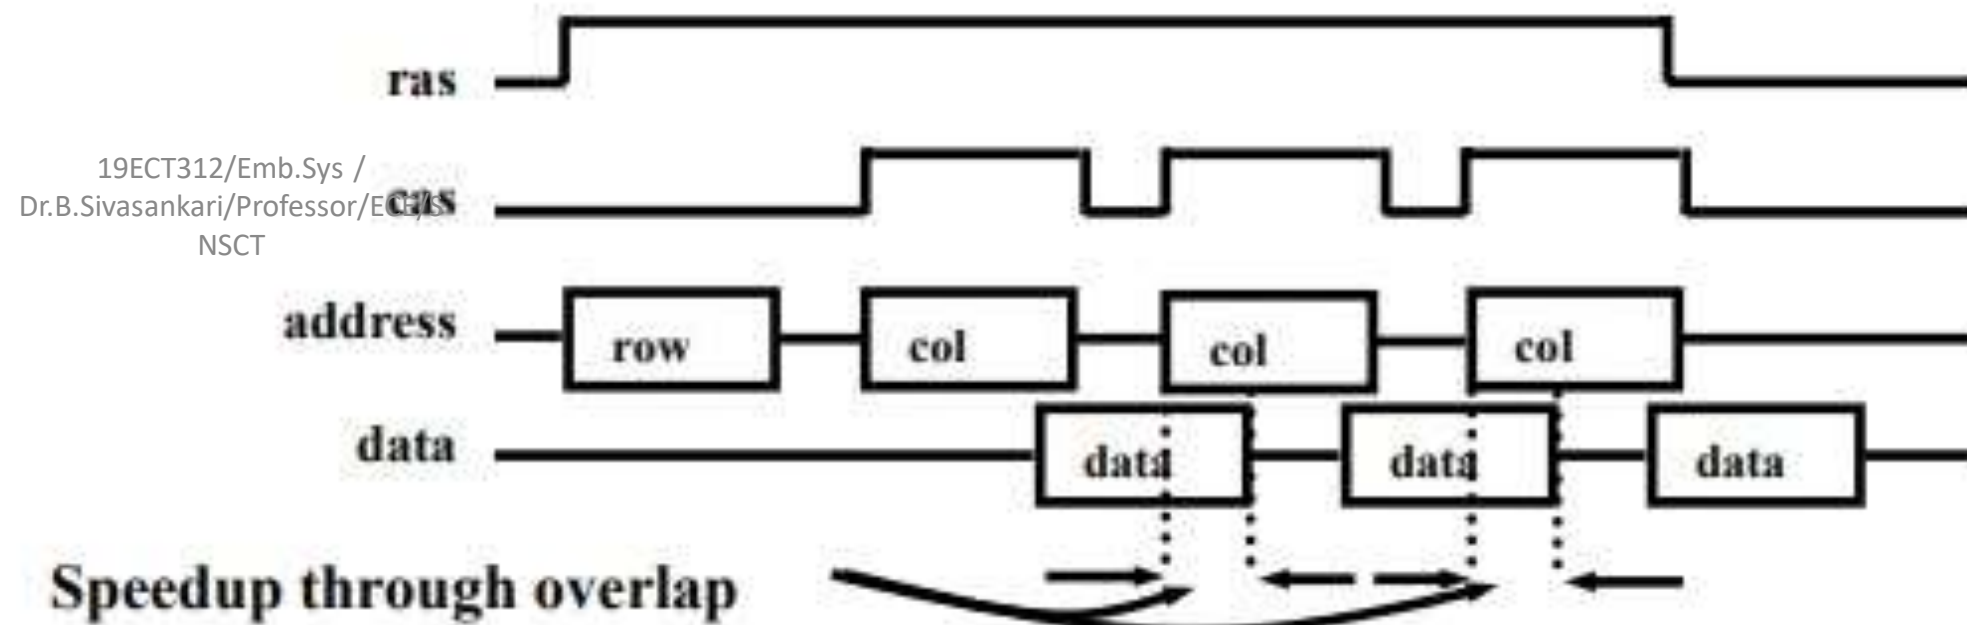 ras
19ECT312/Emb.Sys /
cas
Dr.B.Sivasankari/Professor/ECE/S
NSCT
address
row col col col
data
data data data
Speedup through overlap